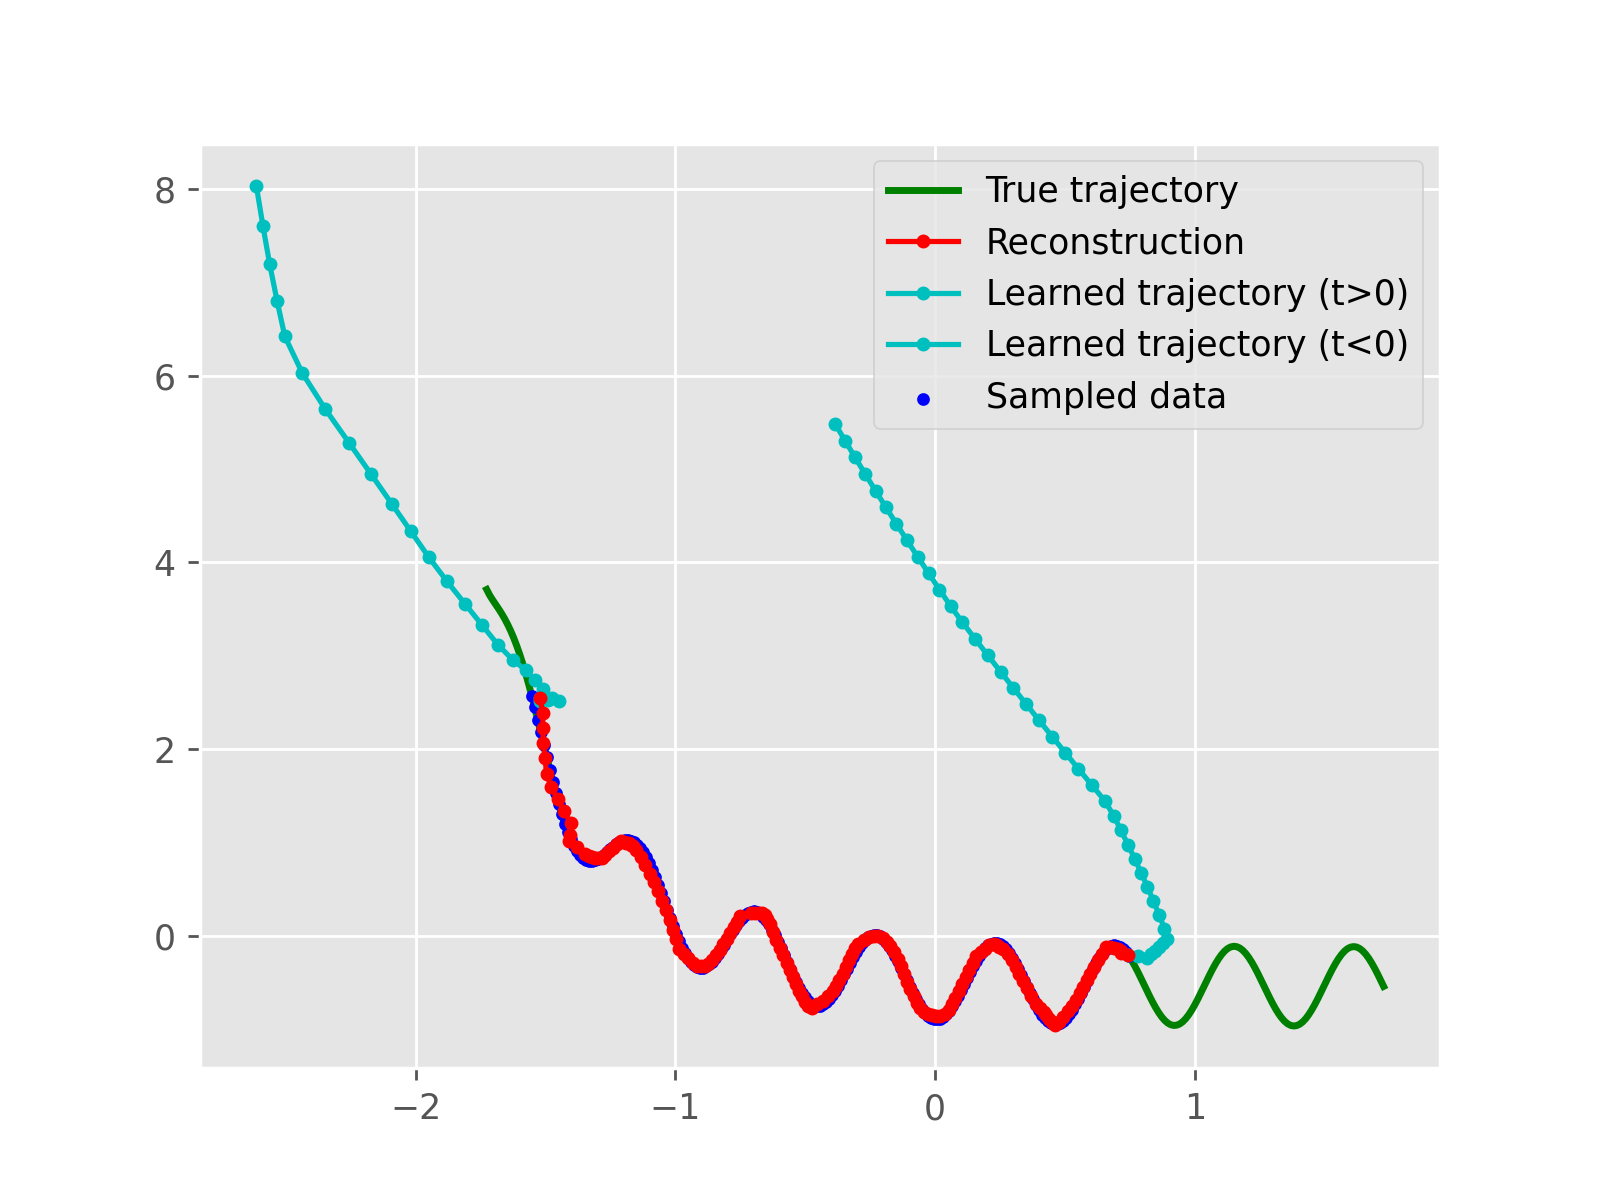 True trajectory
Reconstruction
Learned trajectory (t>0)
Learned trajectory (t<0)
Sampled data
8
6
4
2
0
−2 −1 0 1